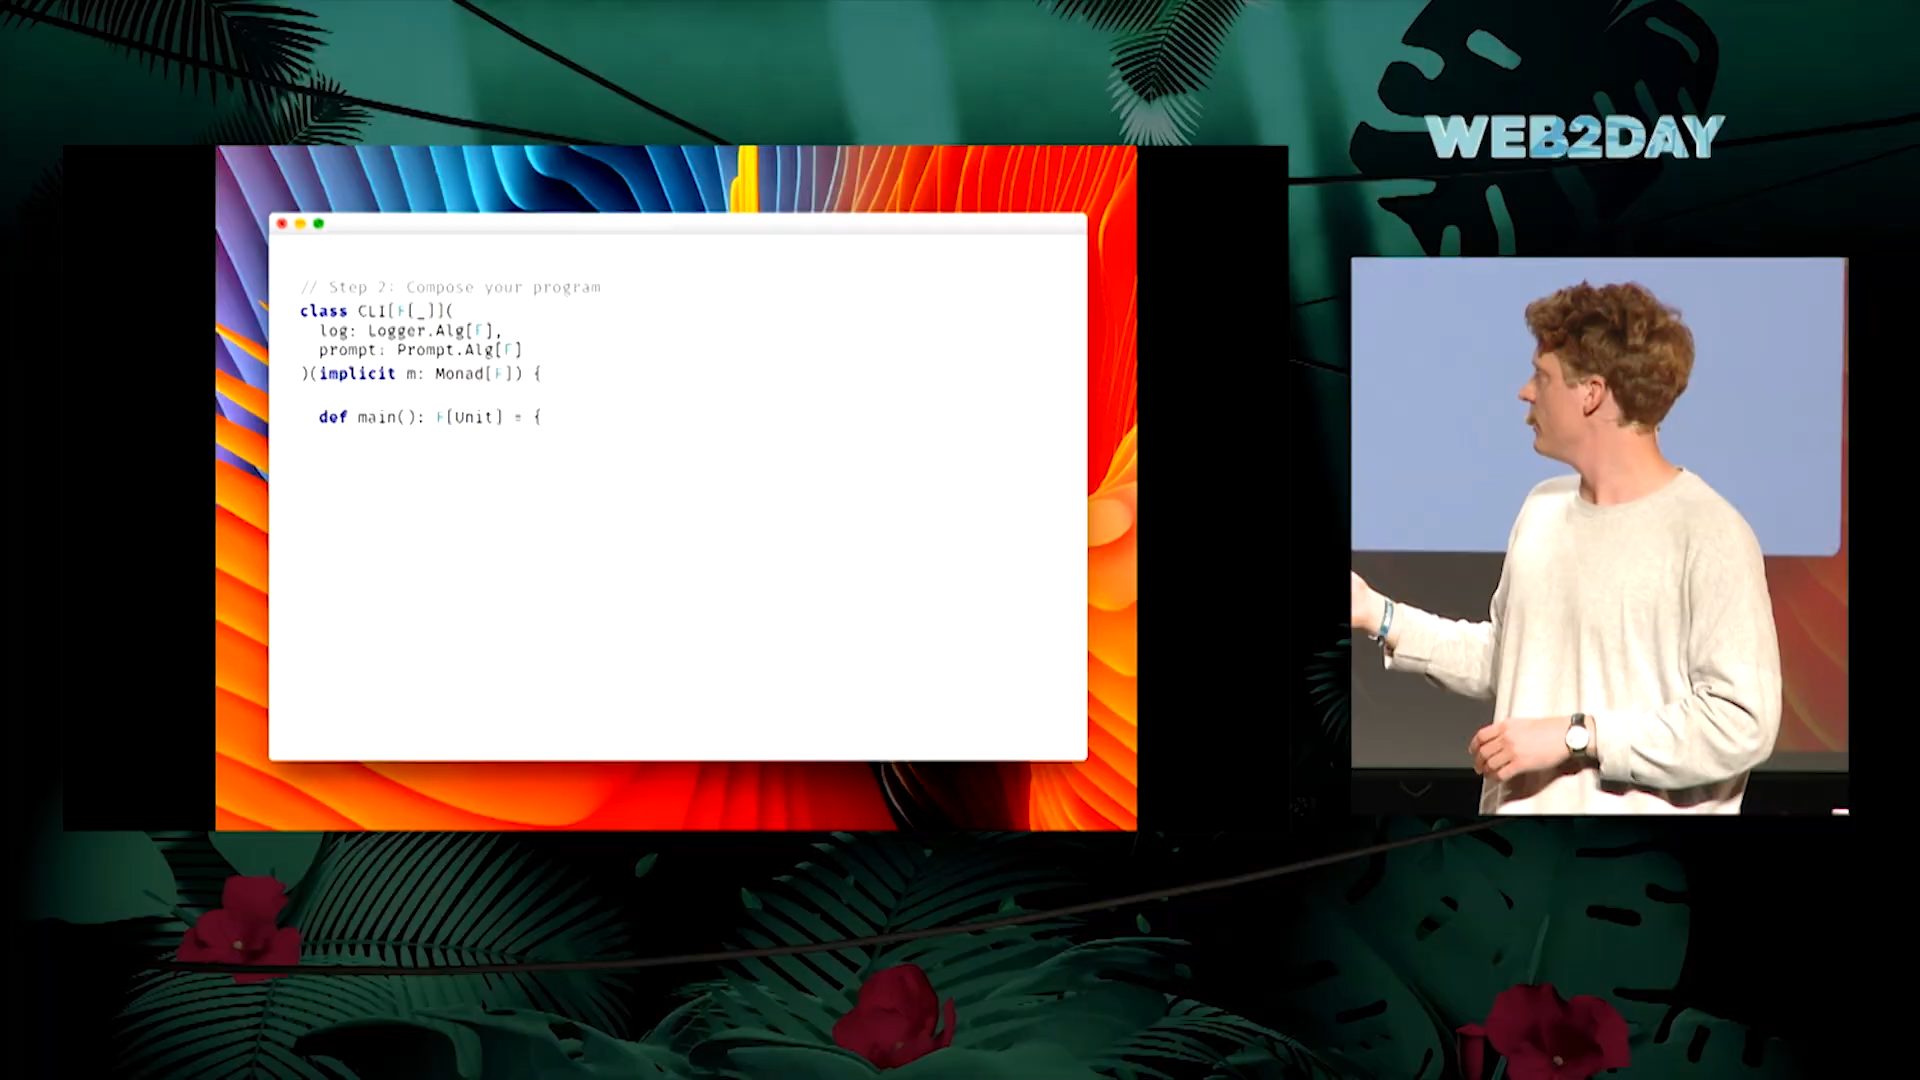 WEB2DAY
// Step 2: Compose your program
class CLI[F[_]](
  log: Logger.Alg[F],
  prompt: Prompt.Alg[F]
)(implicit m: Monad[F]) {
  def main(): F[Unit] = {